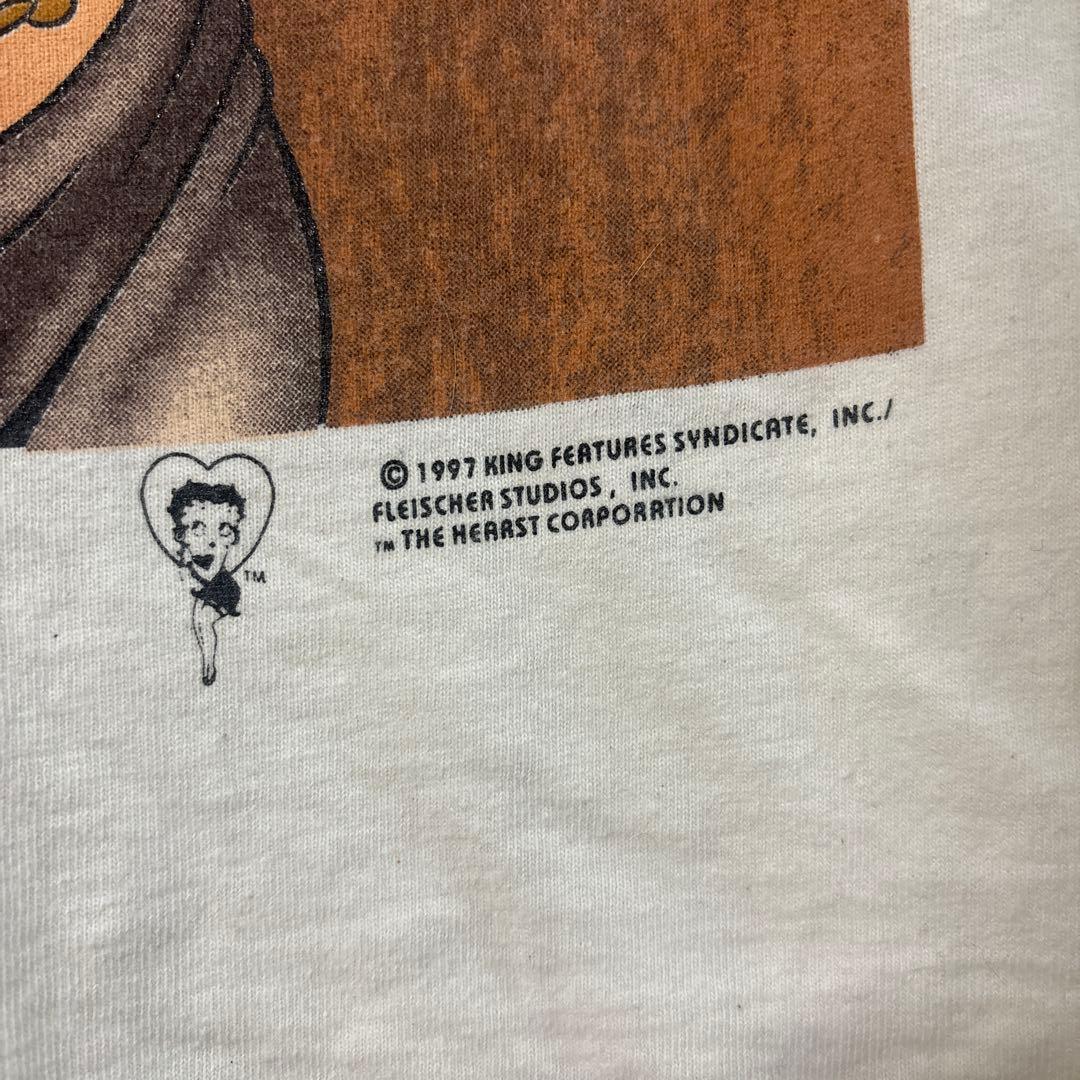 © 1997 KING FEATURES SYNDICATE, INC./
FLEISCHER STUDIOS, INC.
™ THE HEARST CORPORATION
TM